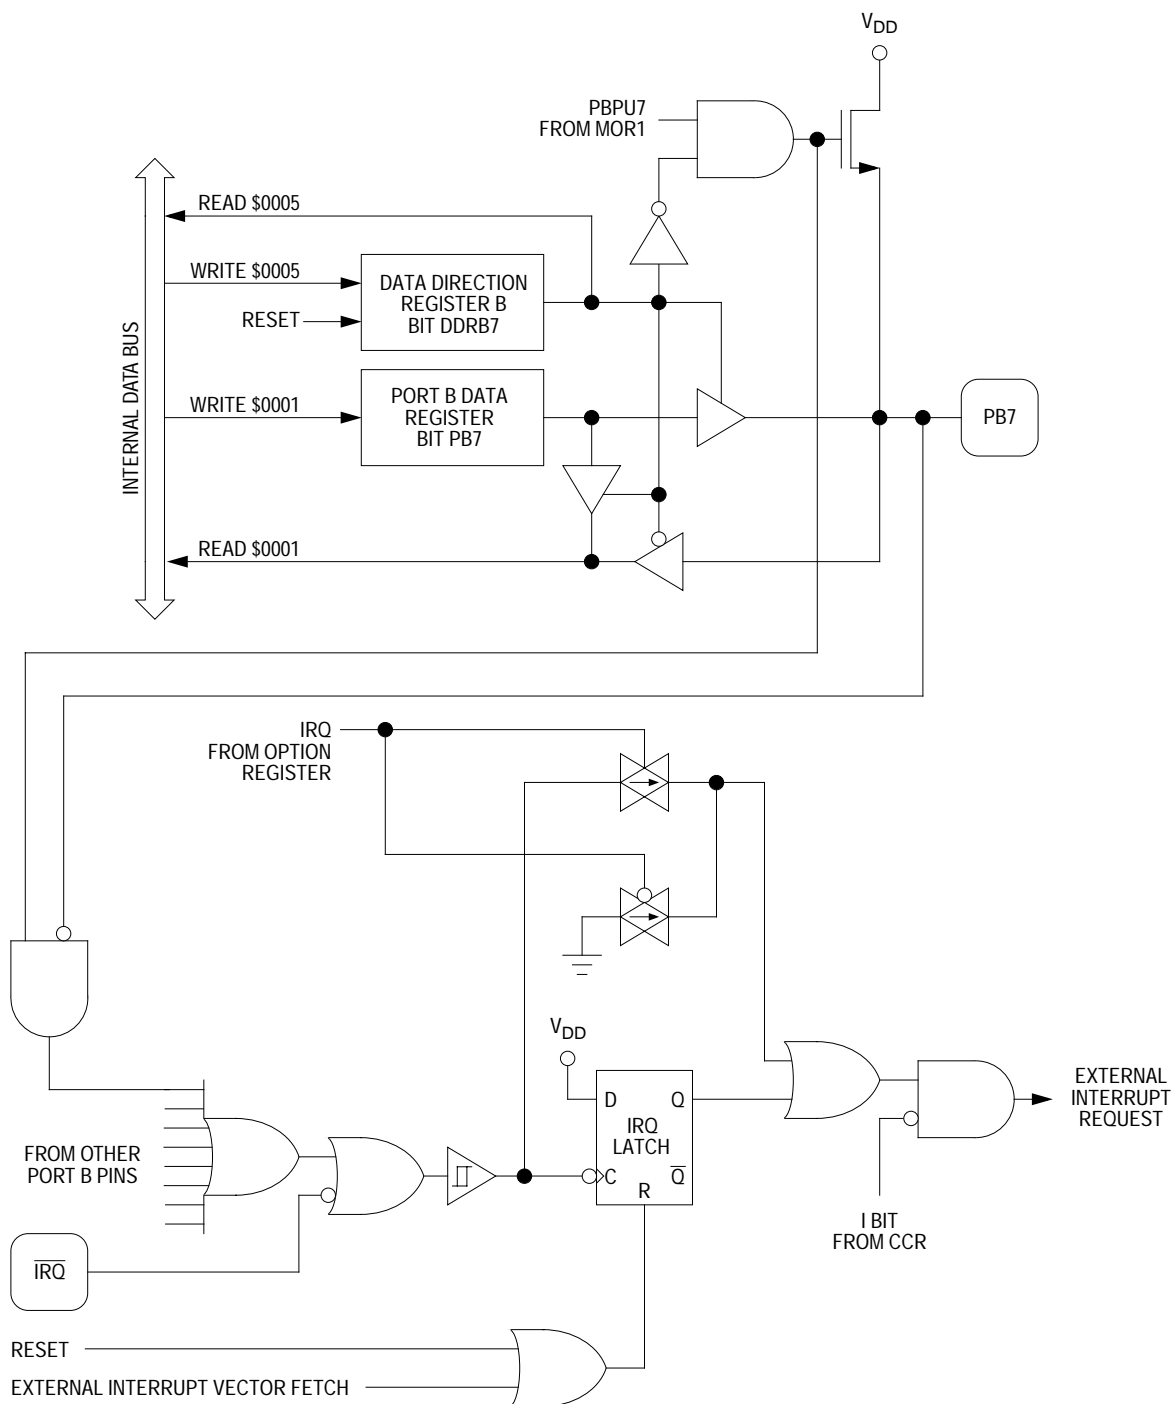 VDD
PBPU7
FROM MOR1
READ $0005
WRITE $0005
DATA DIRECTION
REGISTER B
BIT DDRB7
RESET
INTERNAL DATA BUS
WRITE $0001
PORT B DATA
REGISTER
BIT PB7
PB7
READ $0001
IRQ
FROM OPTION
REGISTER
VDD
D
Q
IRQ
LATCH
C
Q̅
R
EXTERNAL
INTERRUPT
REQUEST
FROM OTHER
PORT B PINS
I BIT
FROM CCR
I̅R̅Q̅
RESET
EXTERNAL INTERRUPT VECTOR FETCH